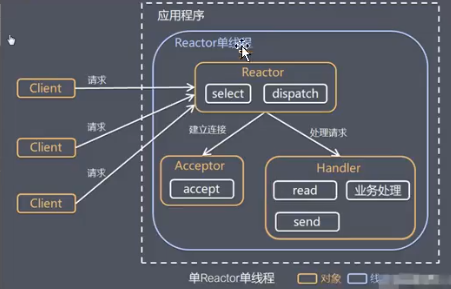 应用程序
Reactor单线程
Reactor
select
dispatch
Client
请求
Client
请求
Client
请求
建立连接
处理请求
Acceptor
accept
Handler
read
业务处理
send
单Reactor单线程
对象
线